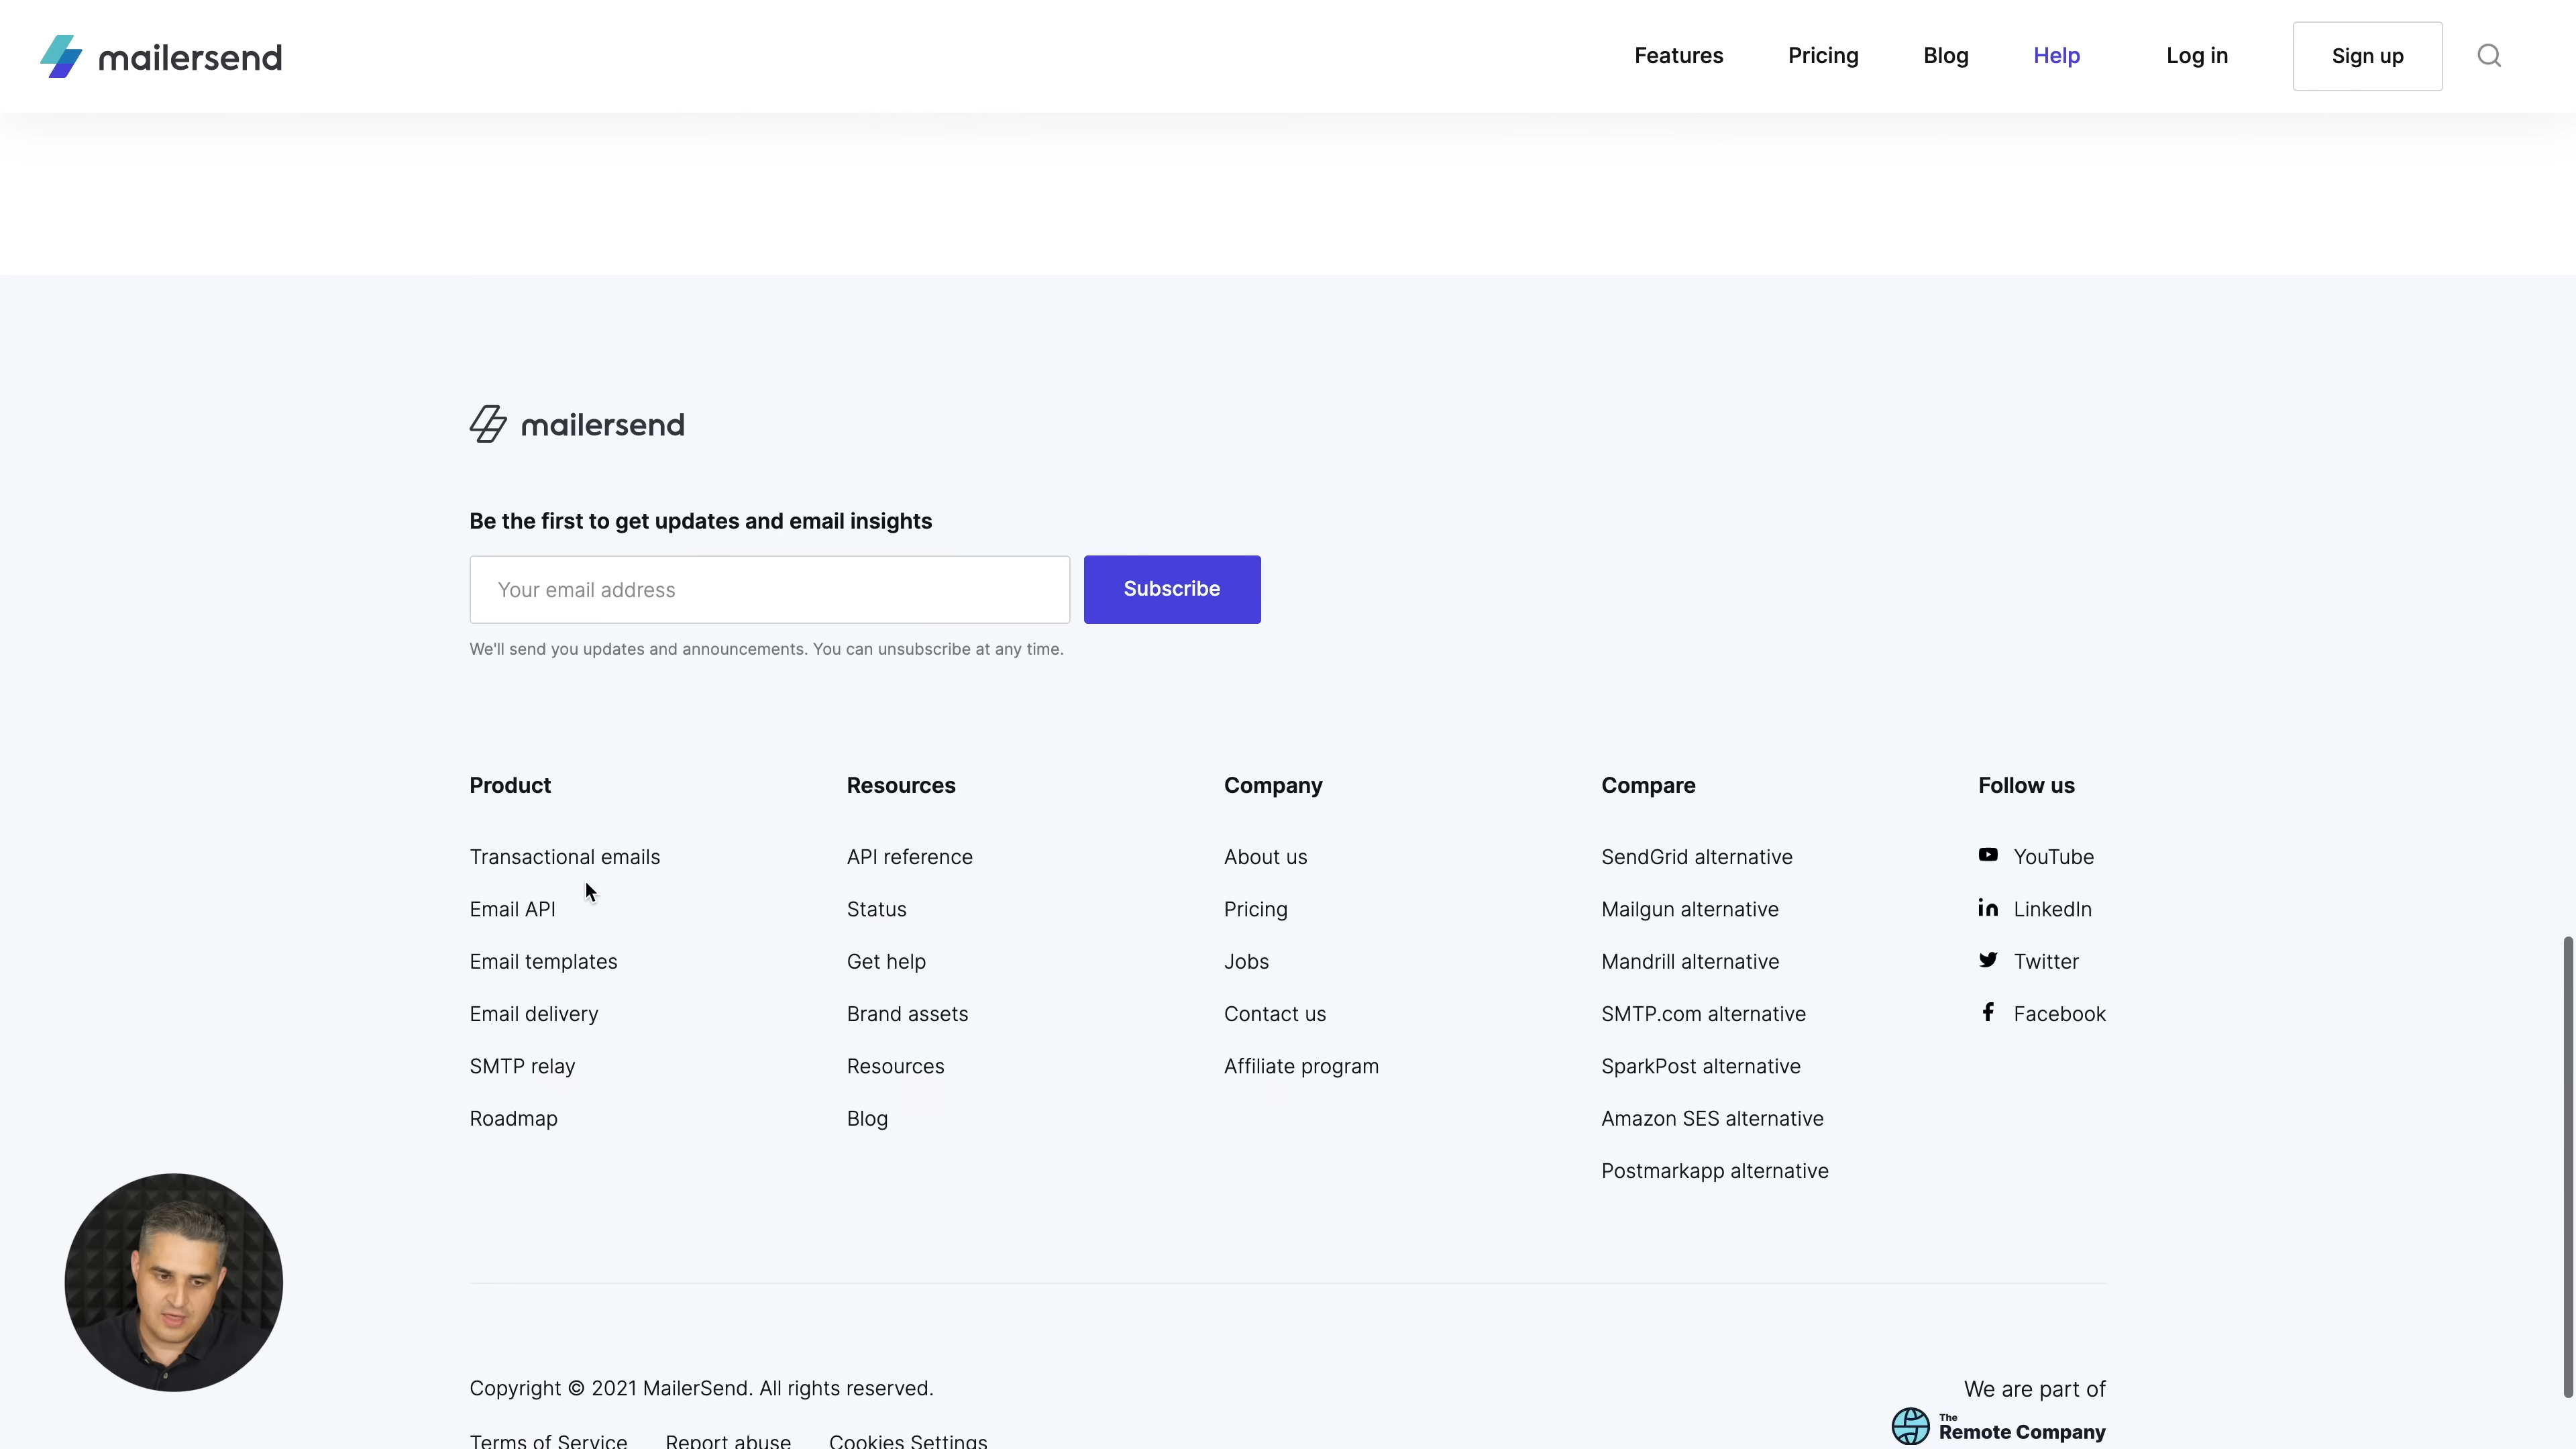 mailersend
Features
Pricing
Blog
Help
Log in
Sign up
mailersend
Be the first to get updates and email insights
Your email address
Subscribe
We'll send you updates and announcements. You can unsubscribe at any time.
Product
Transactional emails
Email API
Email templates
Email delivery
SMTP relay
Roadmap
Resources
API reference
Status
Get help
Brand assets
Resources
Blog
Company
About us
Pricing
Jobs
Contact us
Affiliate program
Compare
SendGrid alternative
Mailgun alternative
Mandrill alternative
SMTP.com alternative
SparkPost alternative
Amazon SES alternative
Postmarkapp alternative
Follow us
YouTube
LinkedIn
Twitter
Facebook
Copyright © 2021 MailerSend. All rights reserved.
Terms of Service
Report abuse
Cookies Settings
We are part of
The
Remote Company